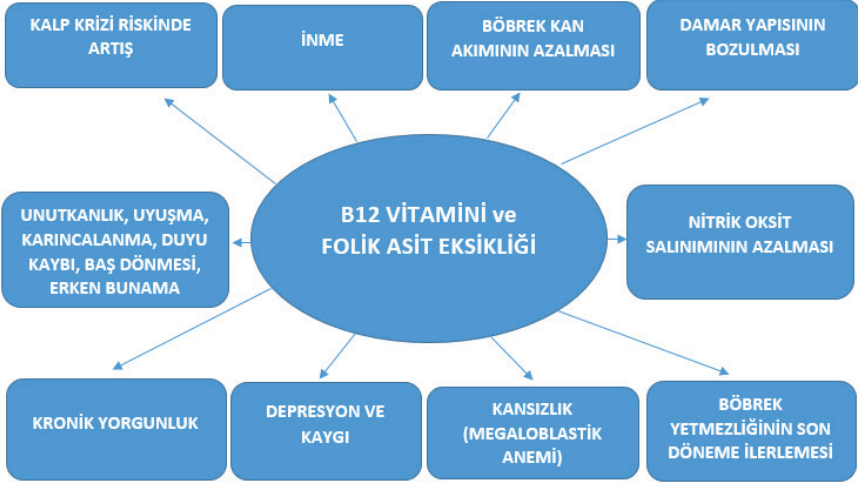 KALP KRİZİ RİSKİNDE
ARTIŞ
İNME
BÖBREK KAN
AKIMININ AZALMASI
DAMAR YAPISININ
BOZULMASI
UNUTKANLIK, UYUŞMA,
KARINCALANMA, DUYU
KAYBI, BAŞ DÖNMESİ,
ERKEN BUNAMA
B12 VİTAMİNİ ve
FOLİK ASİT EKSİKLİĞİ
NİTRİK OKSİT
SALINIMININ AZALMASI
KRONİK YORGUNLUK
DEPRESYON VE
KAYGI
KANSIZLIK
(MEGALOBLASTİK
ANEMİ)
BÖBREK
YETMEZLİĞİNİN SON
DÖNEME İLERLEMESİ